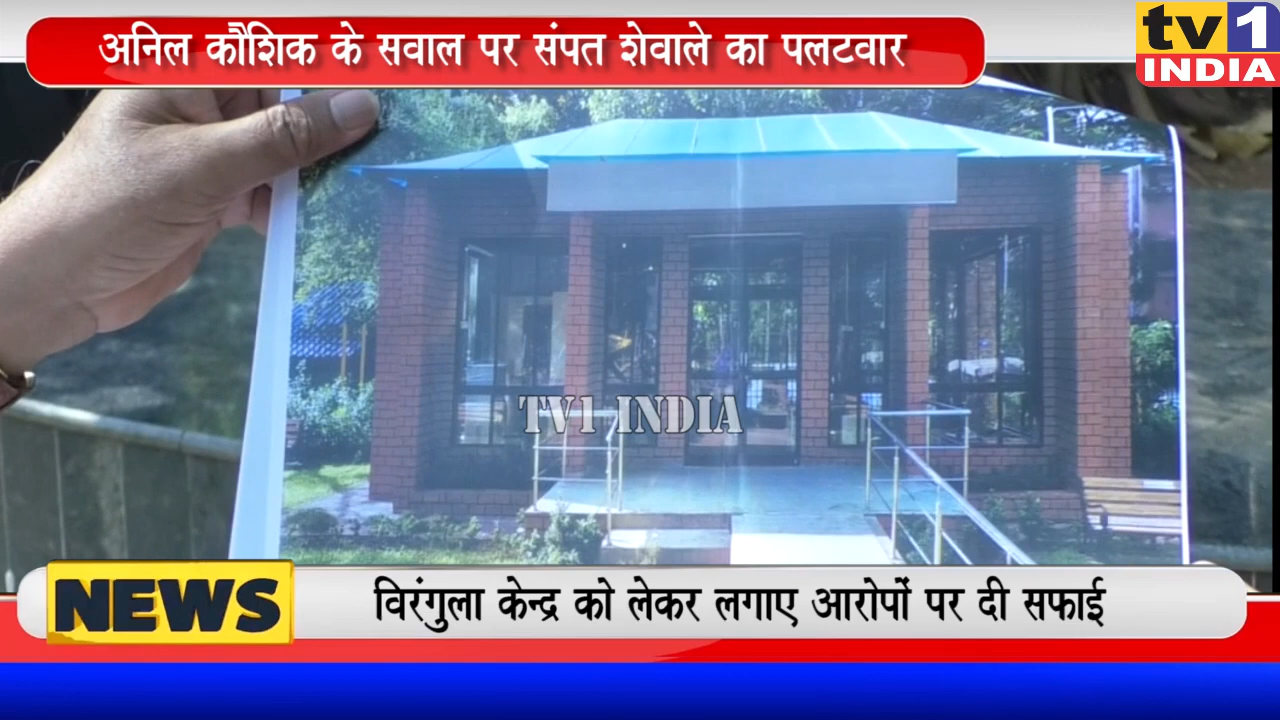 अनिल कौशिक के सवाल पर संपत शेवाले का पलटवार
tv1
INDIA
TV1 INDIA
NEWS
विरंगुला केन्द्र को लेकर लगाए आरोपों पर दी सफाई